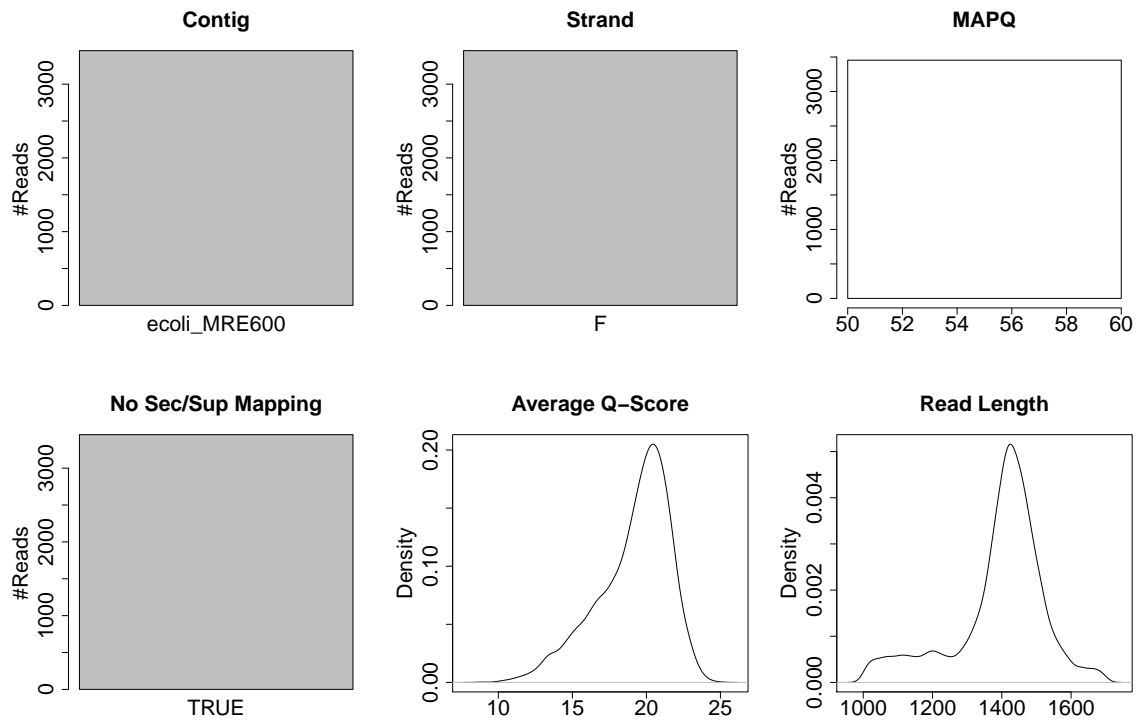 Contig
#Reads
0 1000 2000 3000
ecoli_MRE600
Strand
#Reads
0 1000 2000 3000
F
MAPQ
#Reads
0 1000 2000 3000
50 52 54 56 58 60
No Sec/Sup Mapping
#Reads
0 1000 2000 3000
TRUE
Average Q−Score
Density
0.00 0.10 0.20
10 15 20 25
Read Length
Density
0.000 0.002 0.004
1000 1200 1400 1600